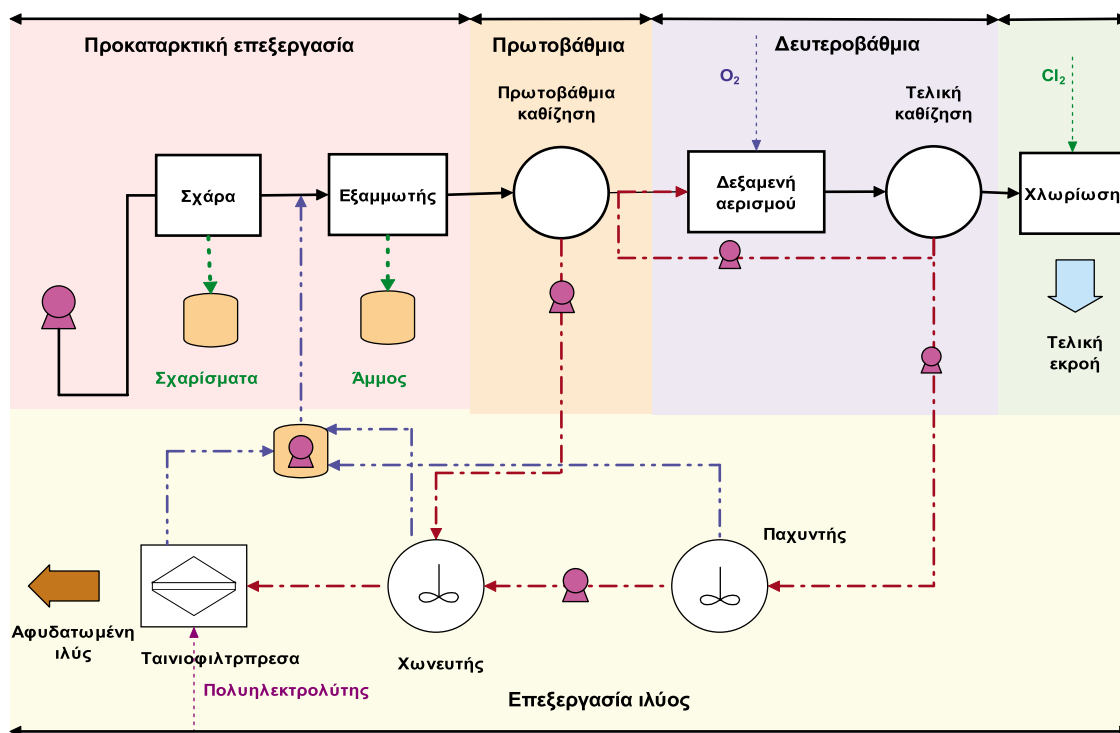 Προκαταρκτική επεξεργασία
Πρωτοβάθμια
Δευτεροβάθμια
Πρωτοβάθμια
καθίζηση
O₂
Τελική
καθίζηση
Cl₂
Σχάρα
Εξαμμωτής
Δεξαμενή
αερισμού
Χλωρίωση
Σχαρίσματα
Άμμος
Τελική
εκροή
Παχυντής
Αφυδατωμένη
ιλύς
Ταινιοφιλτρπρεσα
Χωνευτής
Πολυηλεκτρολύτης
Επεξεργασία ιλύος